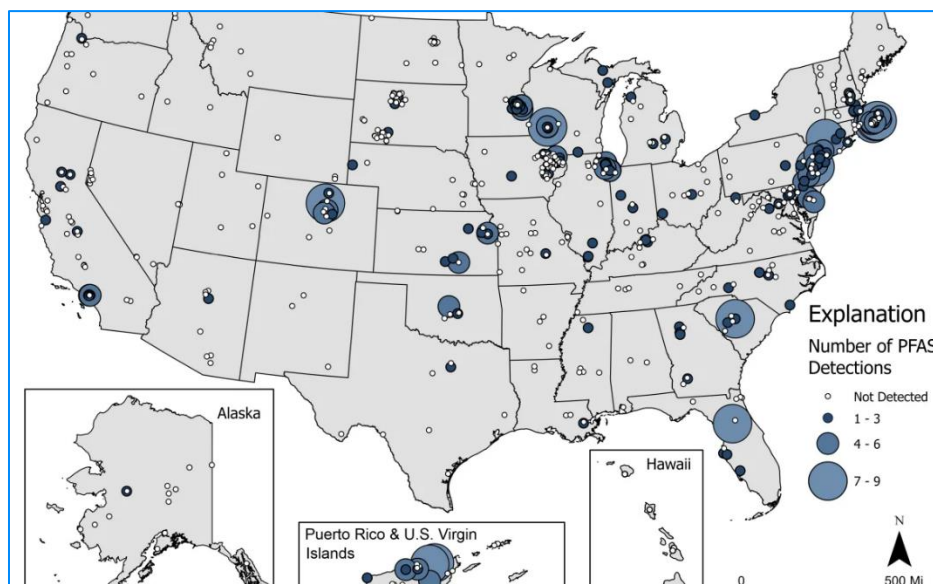 Explanation
Number of PFAS
Detections
Not Detected
1 - 3
4 - 6
7 - 9
Alaska
Hawaii
Puerto Rico & U.S. Virgin
Islands
N
0
500 Mi